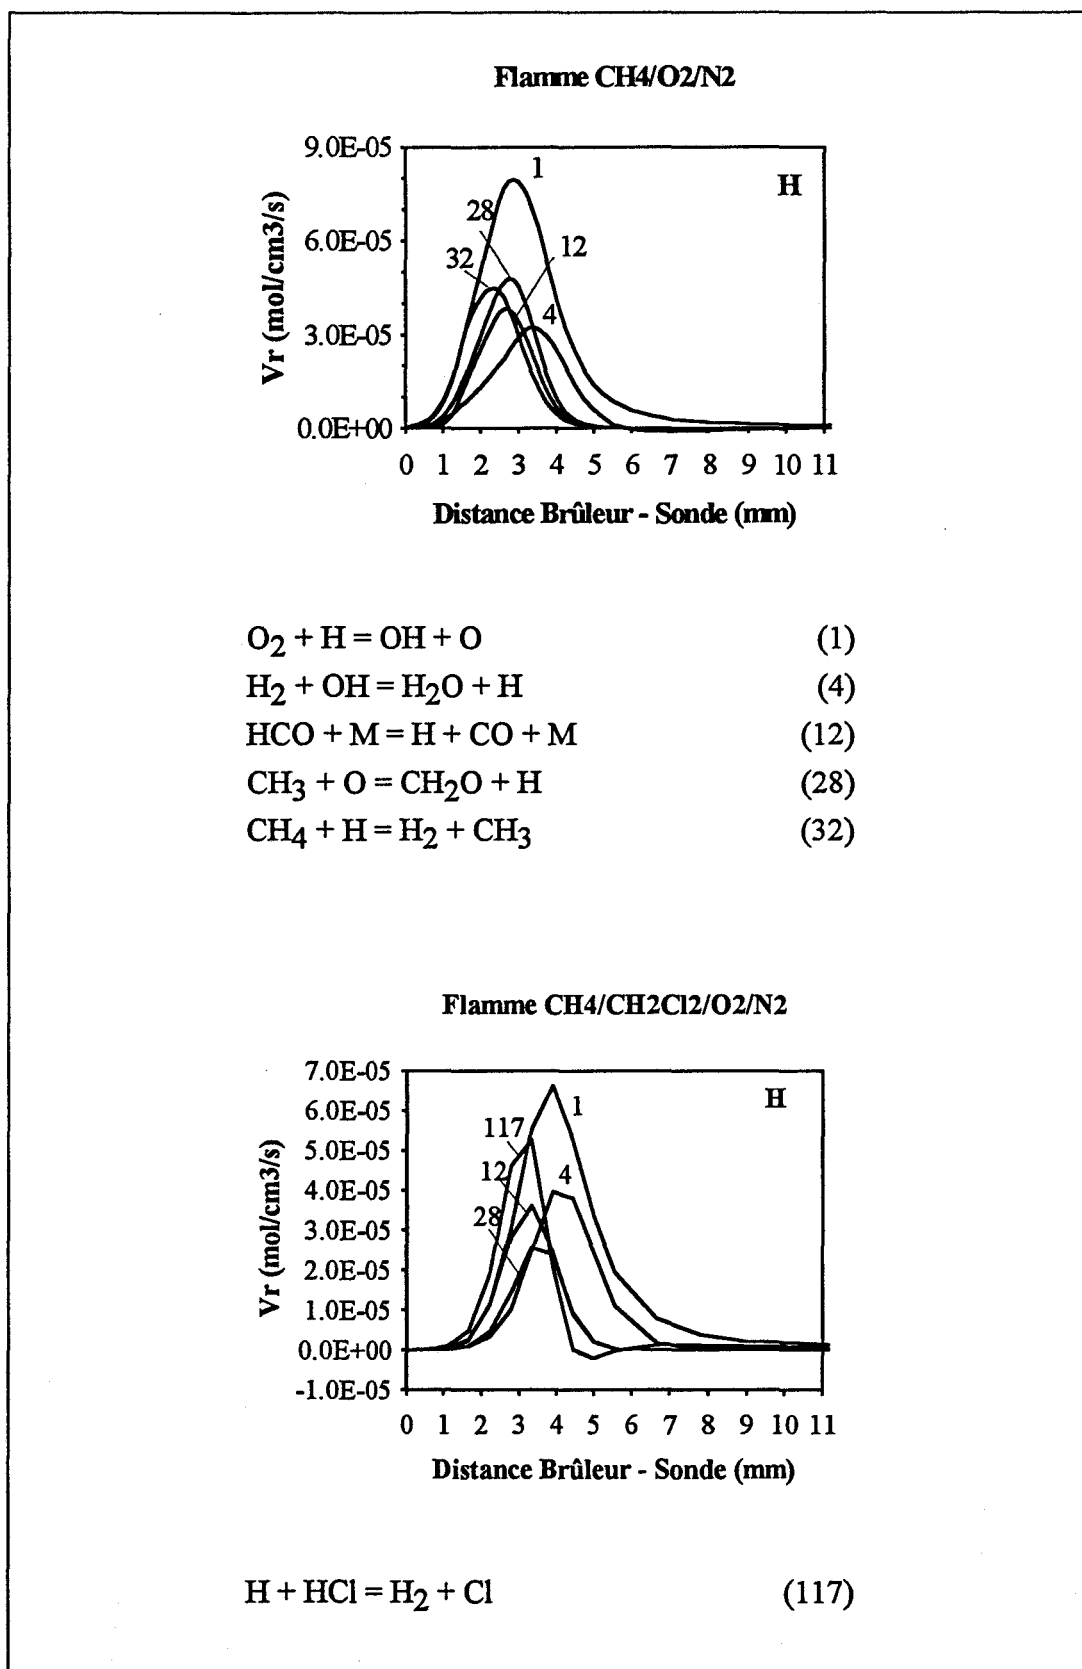 Flamme CH4/O2/N2
9.0E-05
6.0E-05
3.0E-05
0.0E+00
Vr (mol/cm3/s)
1
28
32
12
4
H
0 1 2 3 4 5 6 7 8 9 10 11
Distance Brûleur - Sonde (mm)
O2 + H = OH + O (1)
H2 + OH = H2O + H (4)
HCO + M = H + CO + M (12)
CH3 + O = CH2O + H (28)
CH4 + H = H2 + CH3 (32)
Flamme CH4/CH2Cl2/O2/N2
7.0E-05
6.0E-05
5.0E-05
4.0E-05
3.0E-05
2.0E-05
1.0E-05
0.0E+00
-1.0E-05
Vr (mol/cm3/s)
1
117
12
4
28
H
0 1 2 3 4 5 6 7 8 9 10 11
Distance Brûleur - Sonde (mm)
H + HCl = H2 + Cl (117)